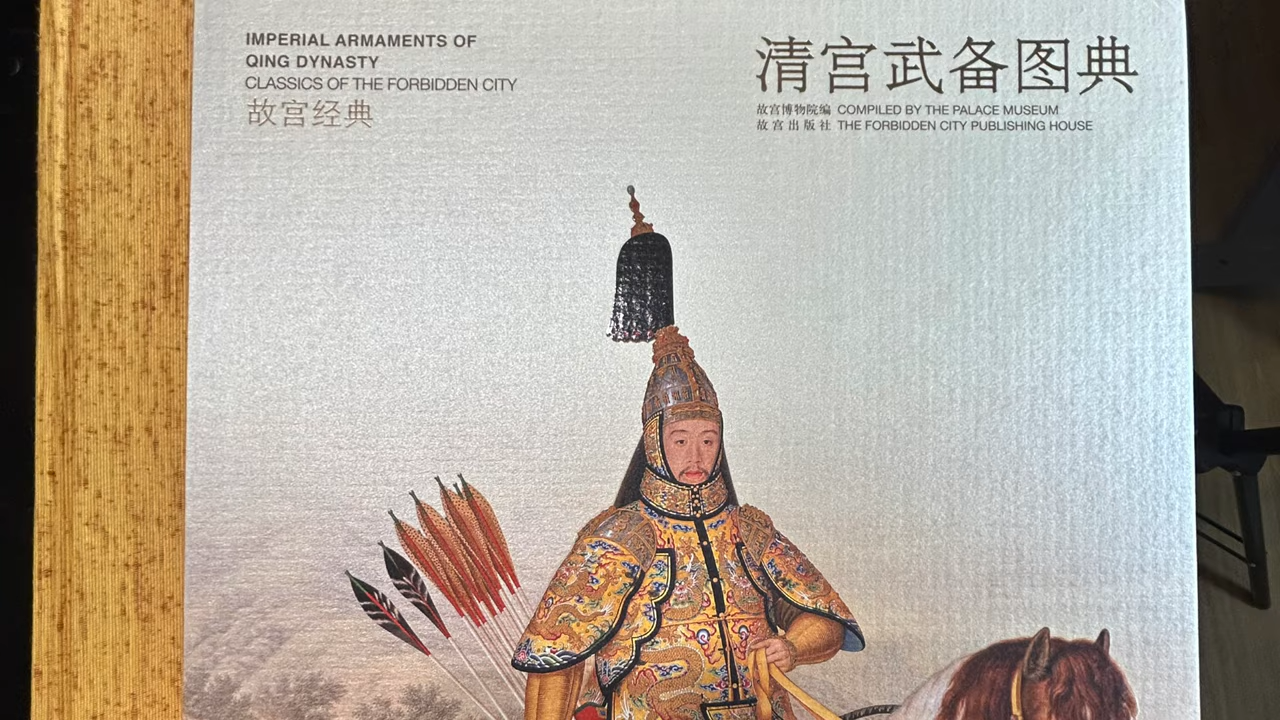 IMPERIAL ARMAMENTS OF
QING DYNASTY
CLASSICS OF THE FORBIDDEN CITY
故宫经典
清宫武备图典
故宫博物院编 COMPILED BY THE PALACE MUSEUM
故宫出版社 THE FORBIDDEN CITY PUBLISHING HOUSE